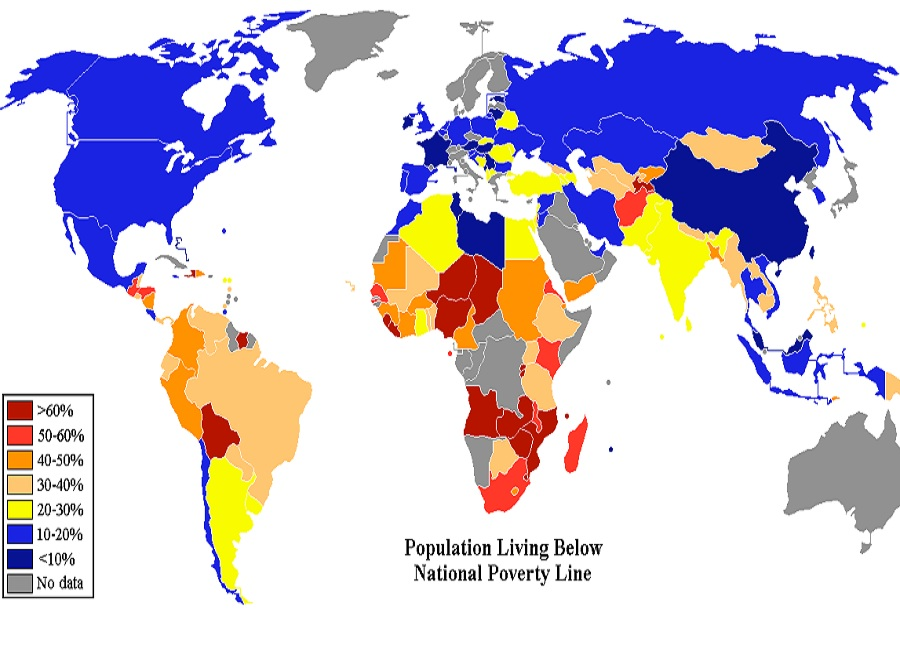 >60%
50-60%
40-50%
30-40%
20-30%
10-20%
<10%
No data
Population Living Below
National Poverty Line